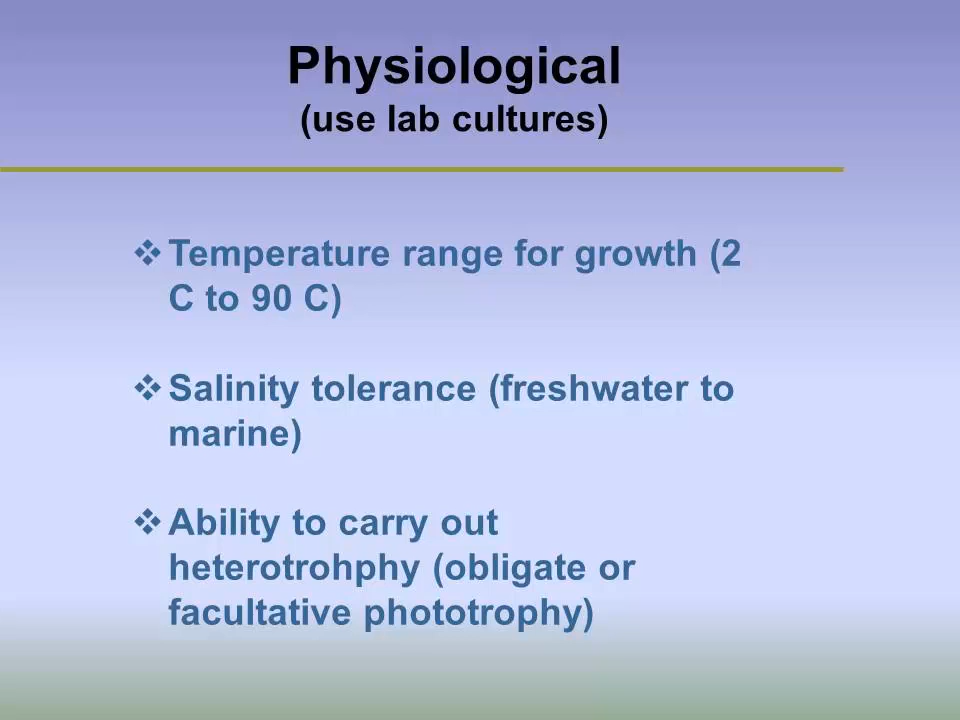 Physiological
(use lab cultures)
❖Temperature range for growth (2
C to 90 C)
❖Salinity tolerance (freshwater to
marine)
❖Ability to carry out
heterotrohphy (obligate or
facultative phototrophy)